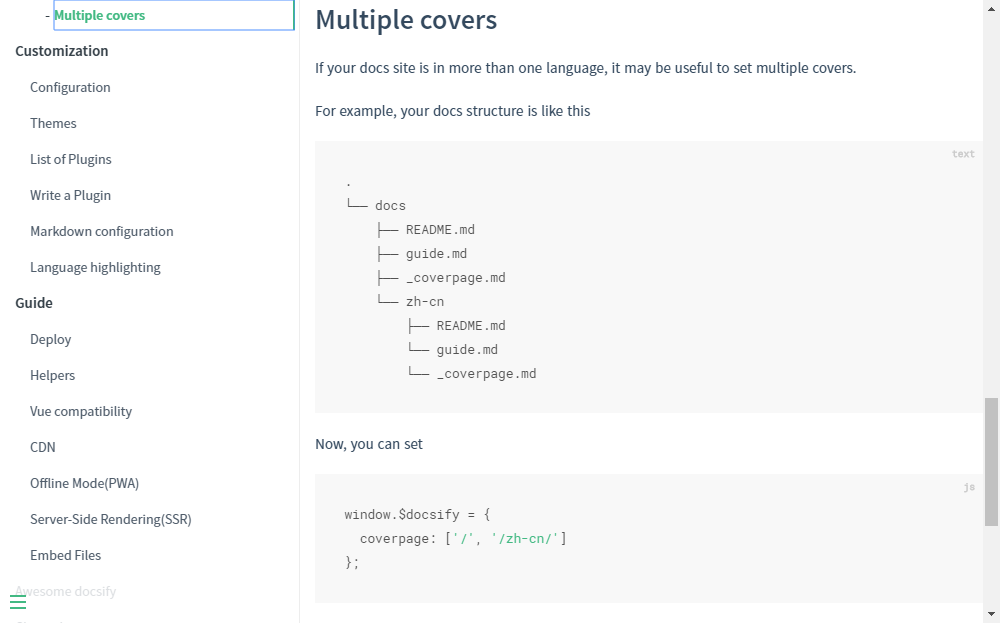 - Multiple covers
Customization
Configuration
Themes
List of Plugins
Write a Plugin
Markdown configuration
Language highlighting
Guide
Deploy
Helpers
Vue compatibility
CDN
Offline Mode(PWA)
Server-Side Rendering(SSR)
Embed Files
Awesome docsify
Multiple covers
If your docs site is in more than one language, it may be useful to set multiple covers.
For example, your docs structure is like this
text
.
└── docs
    ├── README.md
    ├── guide.md
    ├── _coverpage.md
    └── zh-cn
        ├── README.md
        └── guide.md
        └── _coverpage.md
Now, you can set
js
window.$docsify = {
  coverpage: ['/', '/zh-cn/']
};